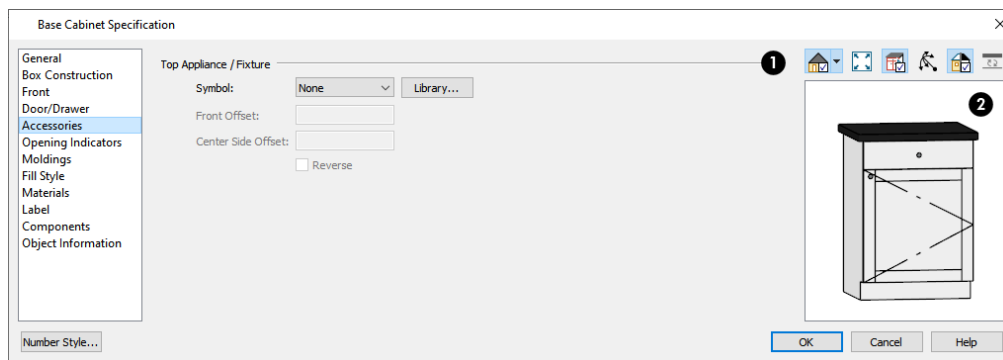 Base Cabinet Specification
General
Box Construction
Front
Door/Drawer
Accessories
Opening Indicators
Moldings
Fill Style
Materials
Label
Components
Object Information
Top Appliance / Fixture
Symbol: None Library...
Front Offset:
Center Side Offset:
Reverse
1
2
Number Style...
OK Cancel Help